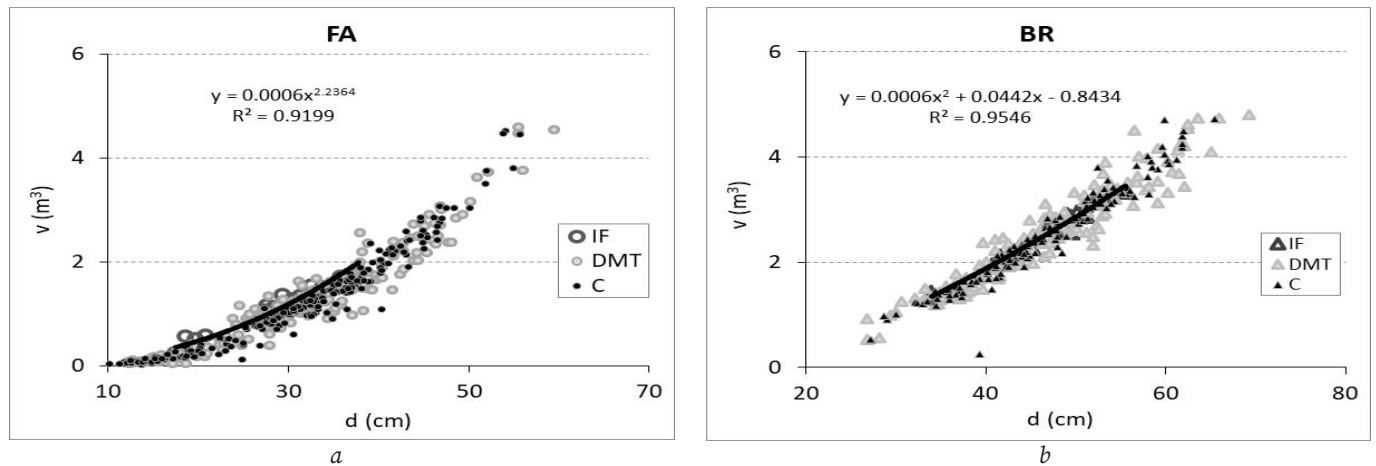 FA
6
4
2
0
v (m³)
y = 0.0006x^2.2364
R² = 0.9199
IF
DMT
C
10 30 50 70
d (cm)
a
BR
6
4
2
0
v (m³)
y = 0.0006x² + 0.0442x - 0.8434
R² = 0.9546
IF
DMT
C
20 40 60 80
d (cm)
b